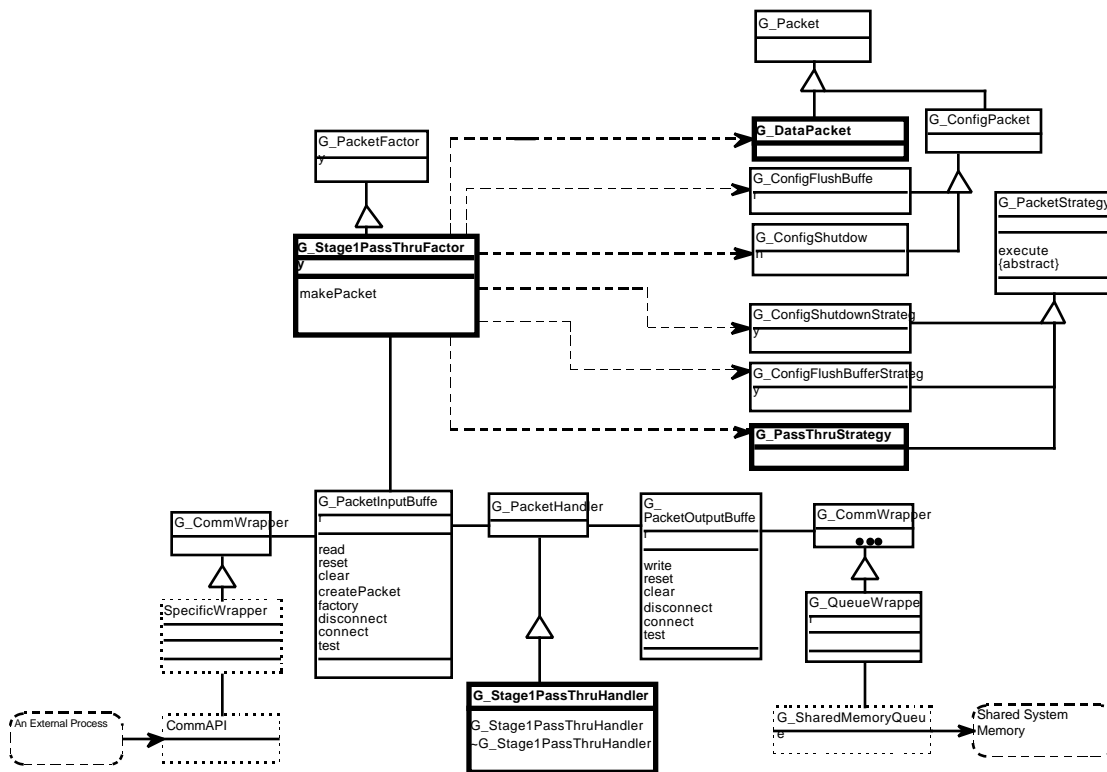 G_Packet
G_DataPacket
G_ConfigPacket
G_PacketFactor
y
G_ConfigFlushBuffe
r
G_PacketStrategy
execute
{abstract}
G_Stage1PassThruFactor
y
makePacket
G_ConfigShutdow
n
G_ConfigShutdownStrateg
y
G_ConfigFlushBufferStrateg
y
G_PassThruStrategy
G_CommWrapper
G_PacketInputBuffe
r
read
reset
clear
createPacket
factory
disconnect
connect
test
G_PacketHandler
G_
PacketOutputBuffe
r
write
reset
clear
disconnect
connect
test
G_CommWrapper
SpecificWrapper
G_QueueWrappe
r
G_Stage1PassThruHandler
G_Stage1PassThruHandler
~G_Stage1PassThruHandler
An External Process
CommAPI
G_SharedMemoryQueu
e
Shared System
Memory